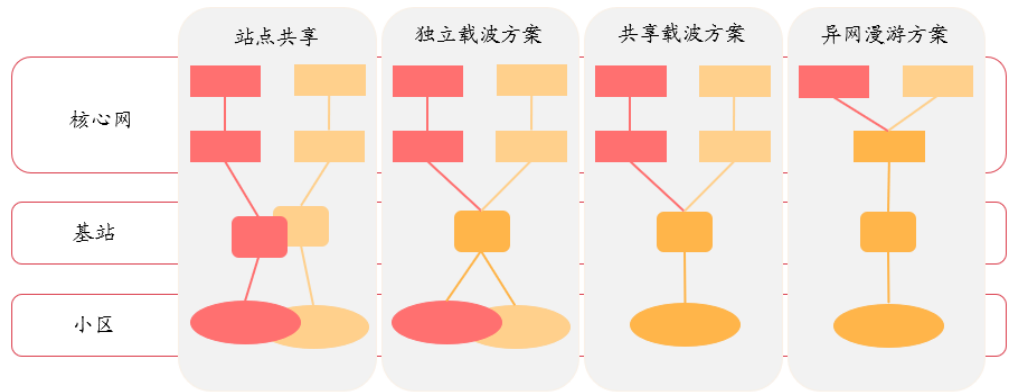 站点共享
独立载波方案
共享载波方案
异网漫游方案
核心网
基站
小区